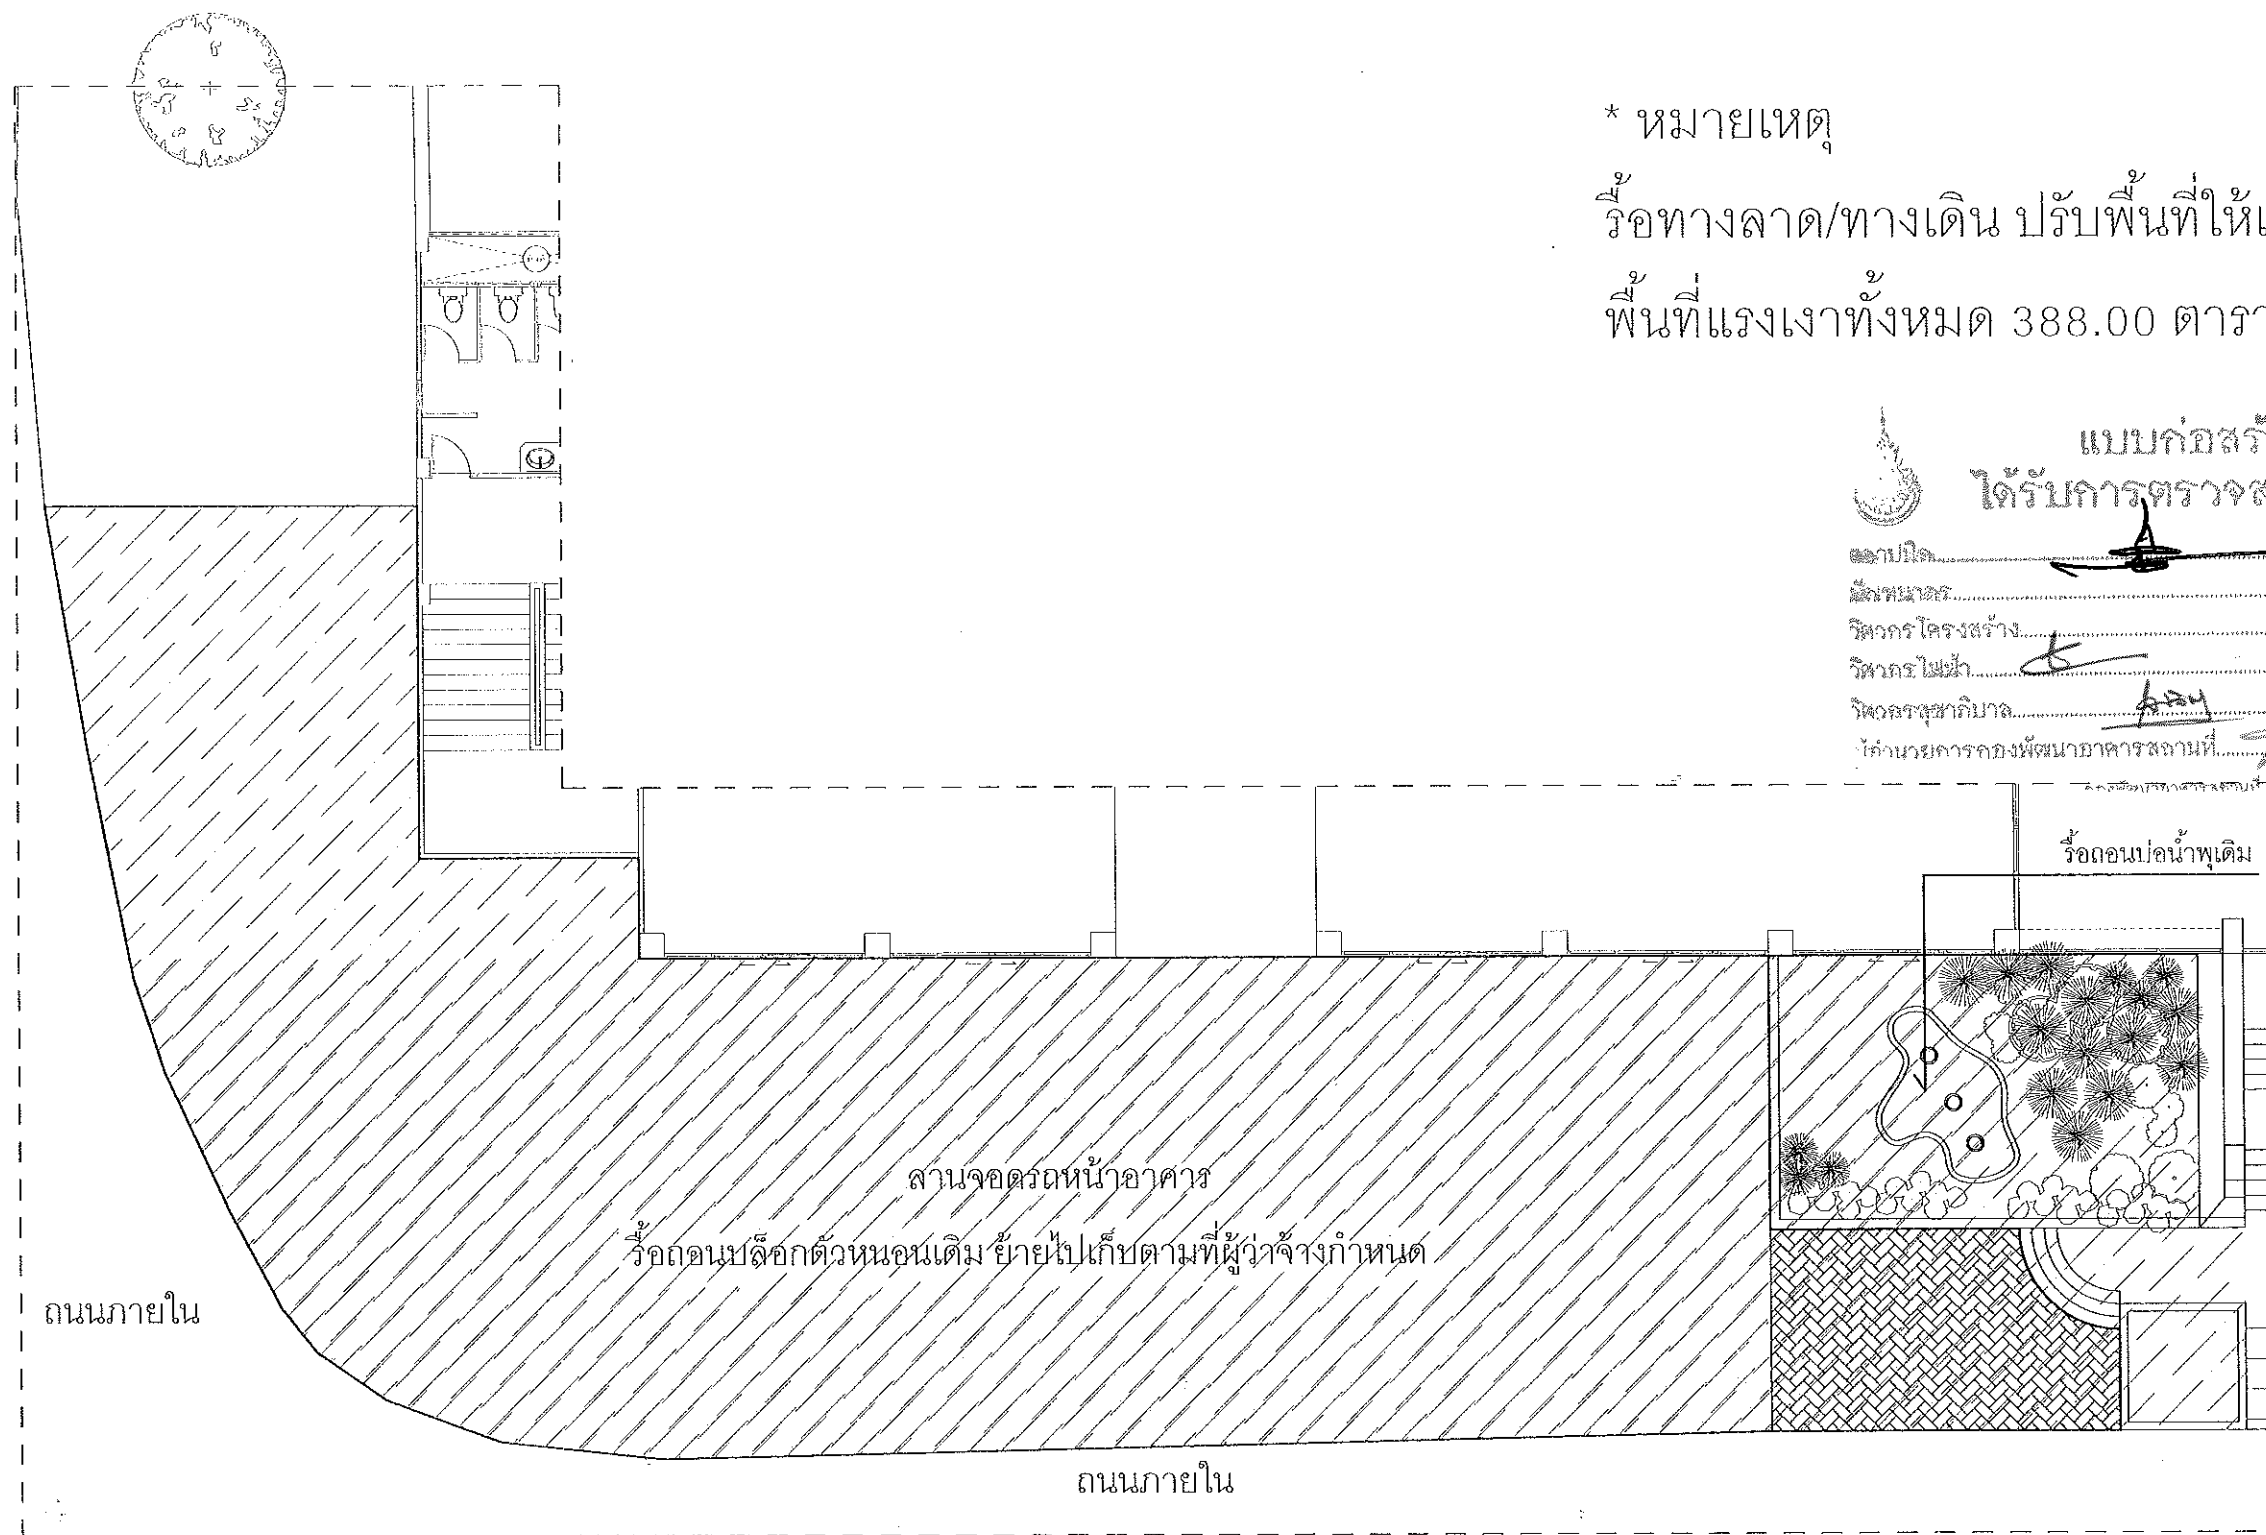 * หมายเหตุ
รื้อทางลาด/ทางเดิน ปรับพื้นที่ให้เ
พื้นที่แรงเงาทั้งหมด 388.00 ตารา
แบบก่อสร้
ได้รับการตรวจส
สถาปนิก
มัณฑนากร
วิศวกรโครงสร้าง
วิศวกรไฟฟ้า
วิศวกรสุขาภิบาล
ผู้อำนวยการกองพัฒนาอาคารสถานที่
รื้อถอนบ่อน้ำพุเดิม
ลานจอดรถหน้าอาคาร
รื้อถอนบล็อกตัวหนอนเดิม ย้ายไปเก็บตามที่ผู้ว่าจ้างกำหนด
ถนนภายใน
ถนนภายใน